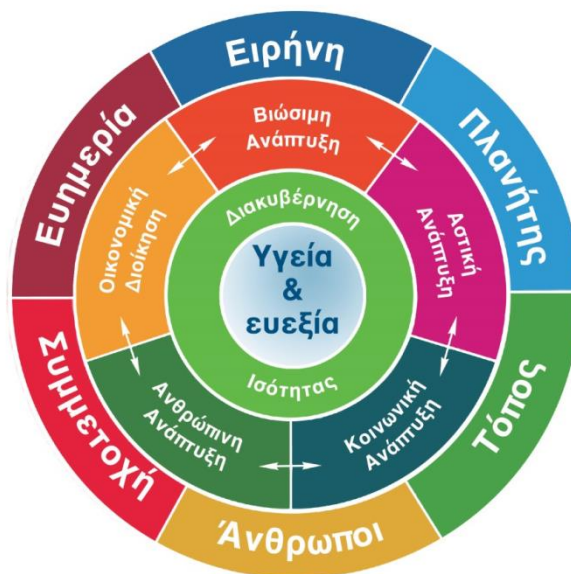 Ειρήνη
Πλανήτης
Τόπος
Άνθρωποι
Συμμετοχή
Ευημερία
Βιώσιμη
Ανάπτυξη
Αστική
Ανάπτυξη
Κοινωνική
Ανάπτυξη
Ανθρώπινη
Ανάπτυξη
Οικονομική
Διοίκηση
Διακυβέρνηση
Ισότητας
Υγεία
&
ευεξία